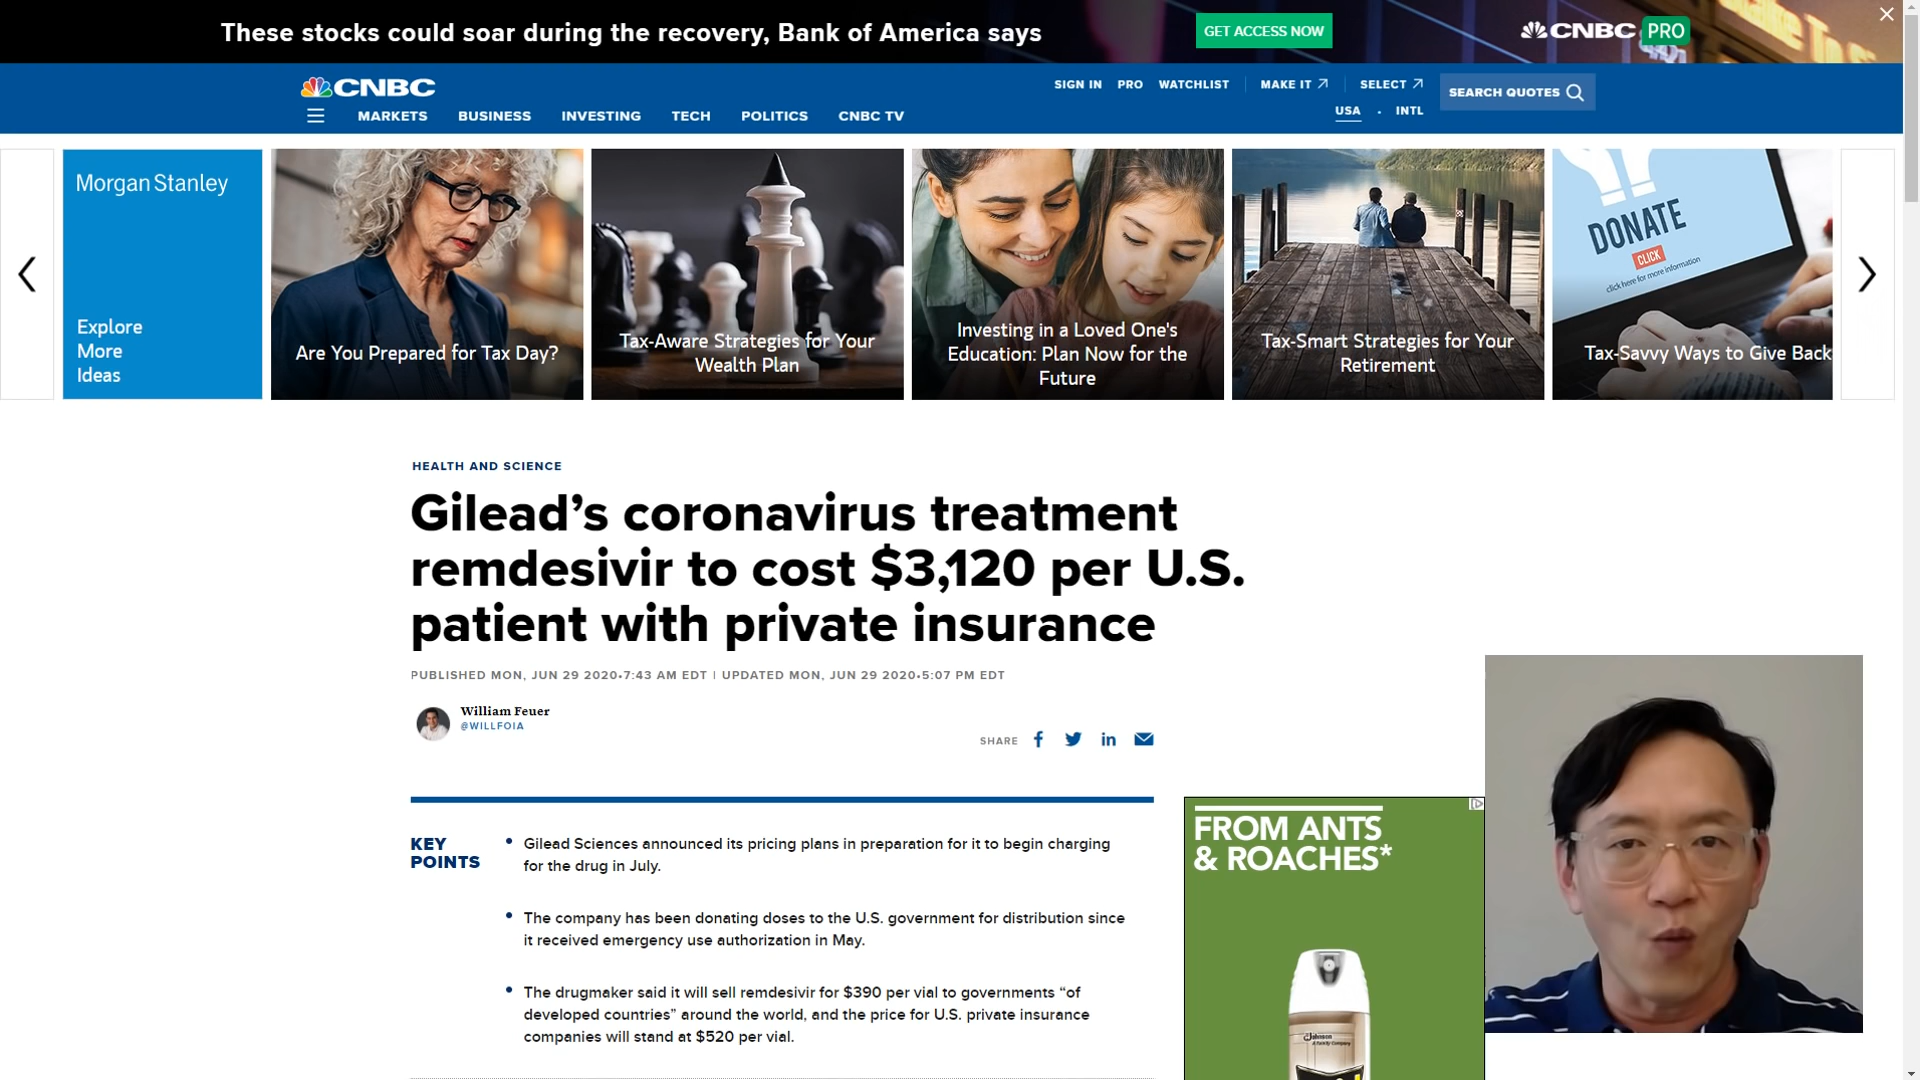 These stocks could soar during the recovery, Bank of America says
GET ACCESS NOW
CNBC PRO
CNBC
SIGN IN PRO WATCHLIST MAKE IT SELECT
SEARCH QUOTES
USA . INTL
MARKETS BUSINESS INVESTING TECH POLITICS CNBC TV
Morgan Stanley
Explore
More
Ideas
Are You Prepared for Tax Day?
Tax-Aware Strategies for Your
Wealth Plan
Investing in a Loved One's
Education: Plan Now for the
Future
Tax-Smart Strategies for Your
Retirement
DONATE
CLICK
click here for more information
Tax-Savvy Ways to Give Back
HEALTH AND SCIENCE
Gilead’s coronavirus treatment
remdesivir to cost $3,120 per U.S.
patient with private insurance
PUBLISHED MON, JUN 29 2020•7:43 AM EDT | UPDATED MON, JUN 29 2020•5:07 PM EDT
William Feuer
@WILLFOIA
SHARE
KEY
POINTS
• Gilead Sciences announced its pricing plans in preparation for it to begin charging
for the drug in July.
• The company has been donating doses to the U.S. government for distribution since
it received emergency use authorization in May.
• The drugmaker said it will sell remdesivir for $390 per vial to governments “of
developed countries” around the world, and the price for U.S. private insurance
companies will stand at $520 per vial.
FROM ANTS
& ROACHES*
Johnson
A Family Company